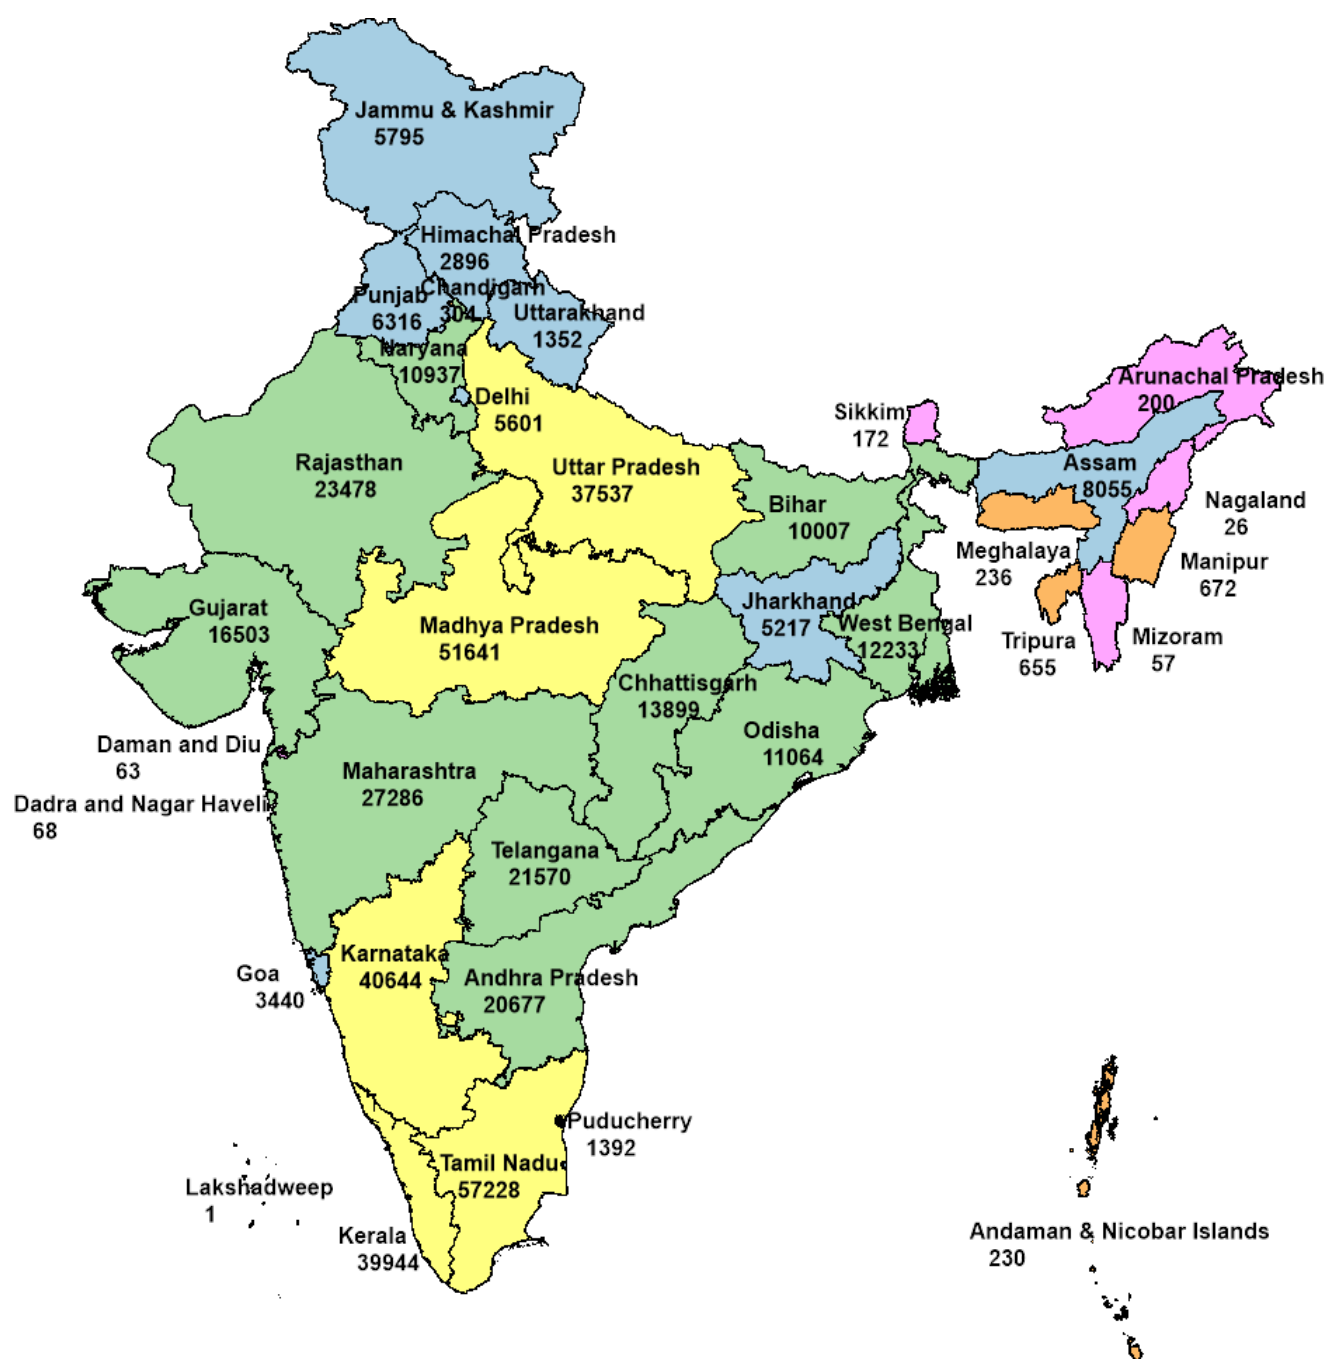 Jammu & Kashmir
5795
Himachal Pradesh
2896
Chandigarh
304
Punjab
6316
Uttarakhand
1352
Naryana
10937
Delhi
5601
Arunachal Pradesh
200
Sikkim
172
Rajasthan
23478
Uttar Pradesh
37537
Assam
8055
Bihar
10007
Nagaland
26
Meghalaya
236
Manipur
672
Gujarat
16503
Madhya Pradesh
51641
Jharkhand
5217
West Bengal
12233
Tripura
655
Mizoram
57
Chhattisgarh
13899
Odisha
11064
Daman and Diu
63
Maharashtra
27286
Dadra and Nagar Haveli
68
Telangana
21570
Karnataka
40644
Goa
3440
Andhra Pradesh
20677
Puducherry
1392
Tamil Nadu
57228
Lakshadweep
1
Kerala
39944
Andaman & Nicobar Islands
230